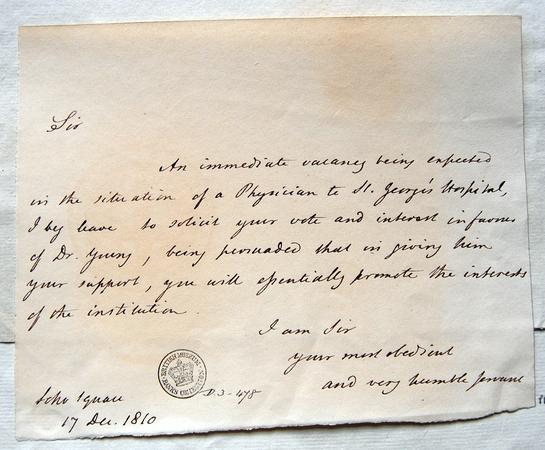 Sir
An immediate vacancy being expected
in the situation of a Physician to St. George's Hospital,
I beg leave to solicit your vote and interest in favour
of Dr. Young, being persuaded that in giving him
your support, you will essentially promote the interests
of the institution.
I am Sir
your most obedient
and very humble servant
BRITISH MUSEUM
BANKS COLLECTION
D.3-478
Soho Square
17 Dec. 1810